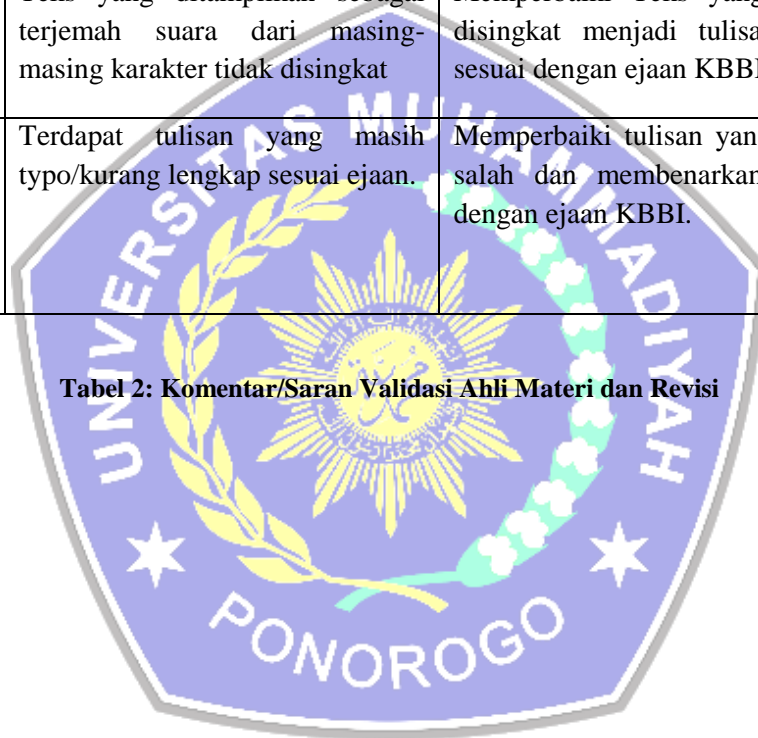 terjemah suara dari masing-
masing karakter tidak disingkat
disingkat menjadi tulisa
sesuai dengan ejaan KBBI
Terdapat tulisan yang masih
typo/kurang lengkap sesuai ejaan.
Memperbaiki tulisan yan
salah dan membenarkan
dengan ejaan KBBI.
Tabel 2: Komentar/Saran Validasi Ahli Materi dan Revisi
UNIVERSITAS MUHAMMADIYAH
PONOROGO